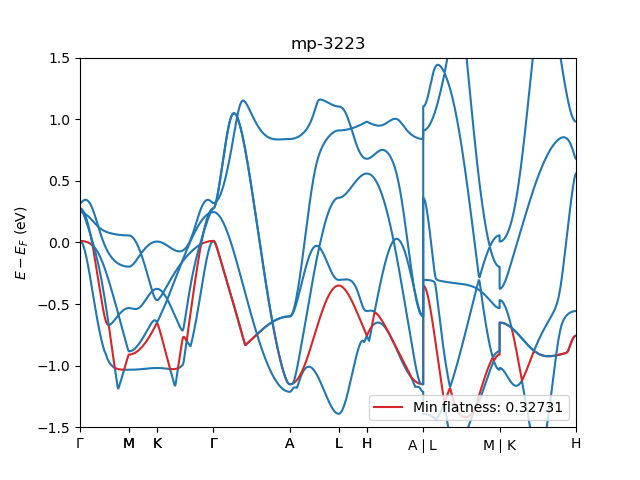 mp-3223
1.5
1.0
0.5
0.0
−0.5
−1.0
−1.5
E − E_F (eV)
Min flatness: 0.32731
Γ M K Γ A L H A | L M | K H